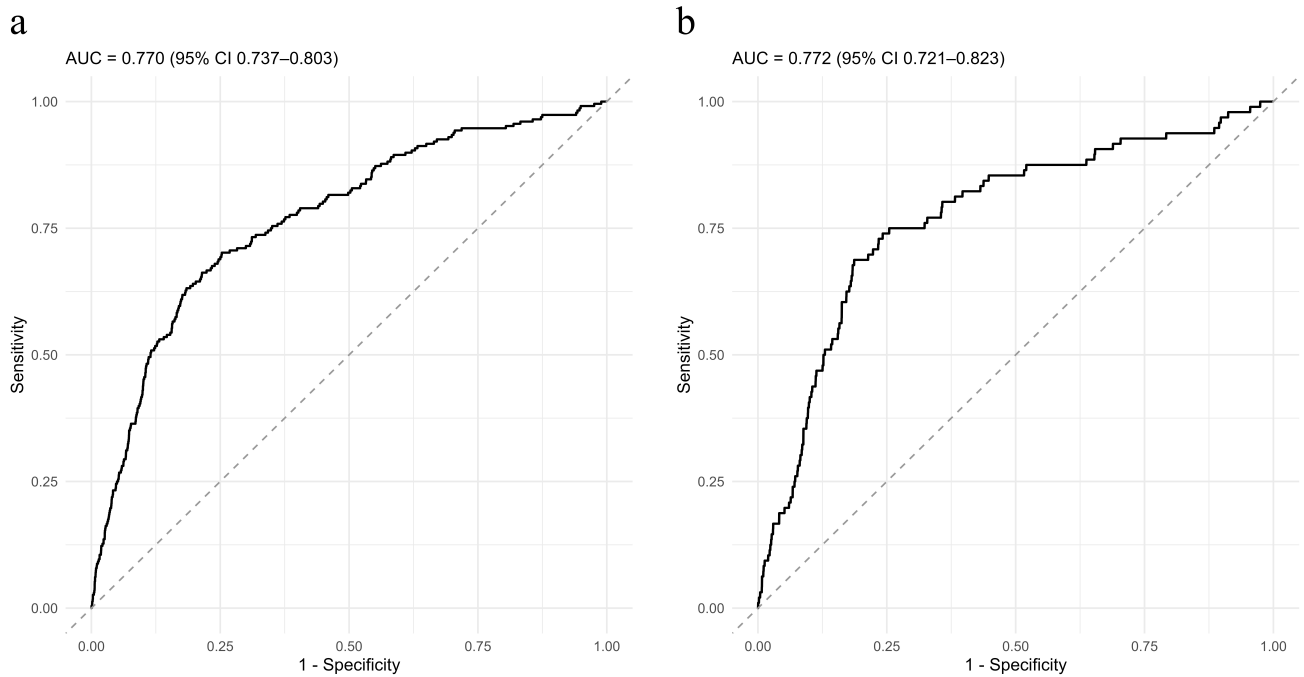 a
AUC = 0.770 (95% CI 0.737–0.803)
1.00
0.75
0.50
0.25
0.00
Sensitivity
0.00 0.25 0.50 0.75 1.00
1 - Specificity
b
AUC = 0.772 (95% CI 0.721–0.823)
1.00
0.75
0.50
0.25
0.00
Sensitivity
0.00 0.25 0.50 0.75 1.00
1 - Specificity